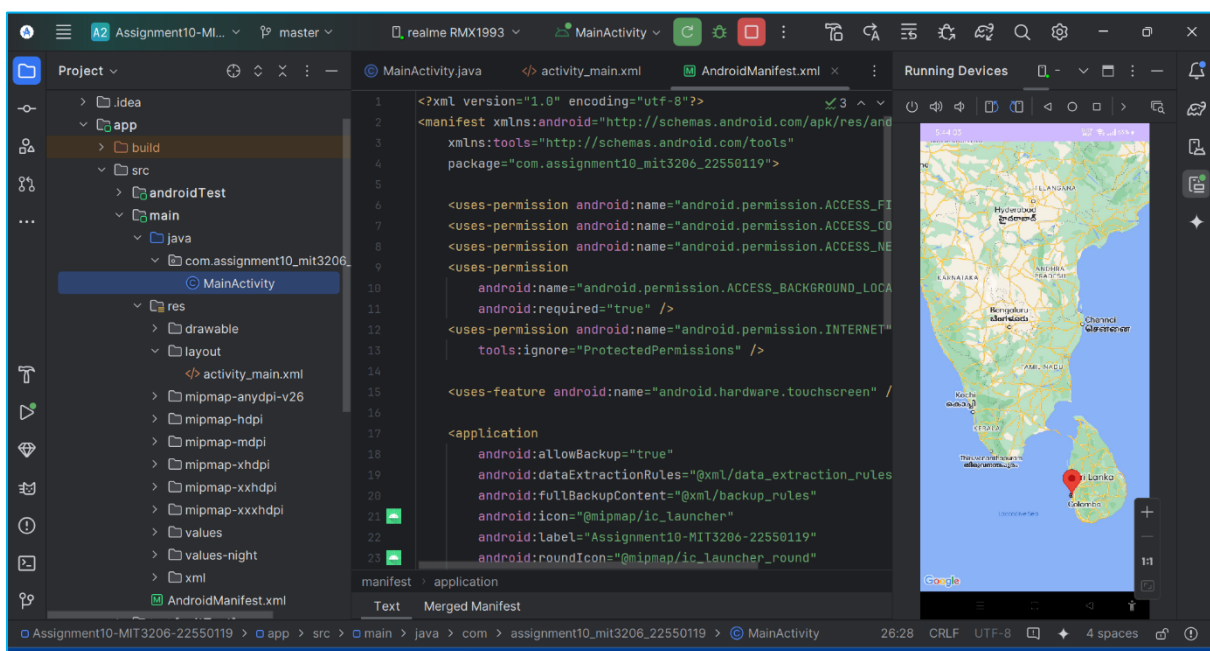 A2 Assignment10-MI... master realme RMX1993 MainActivity
Project
MainActivity.java activity_main.xml AndroidManifest.xml
Running Devices
.idea
app
build
src
androidTest
main
java
com.assignment10_mit3206_
MainActivity
res
drawable
layout
activity_main.xml
mipmap-anydpi-v26
mipmap-hdpi
mipmap-mdpi
mipmap-xhdpi
mipmap-xxhdpi
mipmap-xxxhdpi
values
values-night
xml
AndroidManifest.xml
3
1 <?xml version="1.0" encoding="utf-8"?>
2 <manifest xmlns:android="http://schemas.android.com/apk/res/and
3 xmlns:tools="http://schemas.android.com/tools"
4 package="com.assignment10_mit3206_22550119">
5
6 <uses-permission android:name="android.permission.ACCESS_FI
7 <uses-permission android:name="android.permission.ACCESS_CO
8 <uses-permission android:name="android.permission.ACCESS_NE
9 <uses-permission
10 android:name="android.permission.ACCESS_BACKGROUND_LOCA
11 android:required="true" />
12 <uses-permission android:name="android.permission.INTERNET"
13 tools:ignore="ProtectedPermissions" />
14
15 <uses-feature android:name="android.hardware.touchscreen" /
16
17 <application
18 android:allowBackup="true"
19 android:dataExtractionRules="@xml/data_extraction_rules
20 android:fullBackupContent="@xml/backup_rules"
21 android:icon="@mipmap/ic_launcher"
22 android:label="Assignment10-MIT3206-22550119"
23 android:roundIcon="@mipmap/ic_launcher_round"
manifest > application
Text Merged Manifest
TELANGANA
Hyderabad
KARNATAKA
ANDHRA
PRADESH
Bengaluru
Chennai
சென்னை
TAMIL NADU
Kochi
KERALA
Thiruvananthapuram
Sri Lanka
Colombo
Google
1:1
Assignment10-MIT3206-22550119 > app > src > main > java > com > assignment10_mit3206_22550119 > MainActivity 26:28 CRLF UTF-8 4 spaces